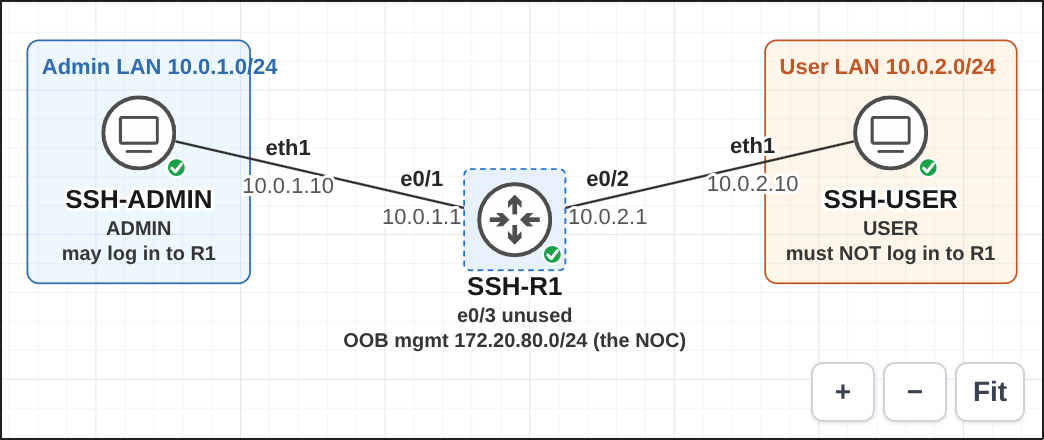 Admin LAN 10.0.1.0/24
User LAN 10.0.2.0/24
eth1
10.0.1.10
e0/1
10.0.1.1
e0/2
10.0.2.1
eth1
10.0.2.10
SSH-ADMIN
ADMIN
may log in to R1
SSH-USER
USER
must NOT log in to R1
SSH-R1
e0/3 unused
OOB mgmt 172.20.80.0/24 (the NOC)
+ − Fit